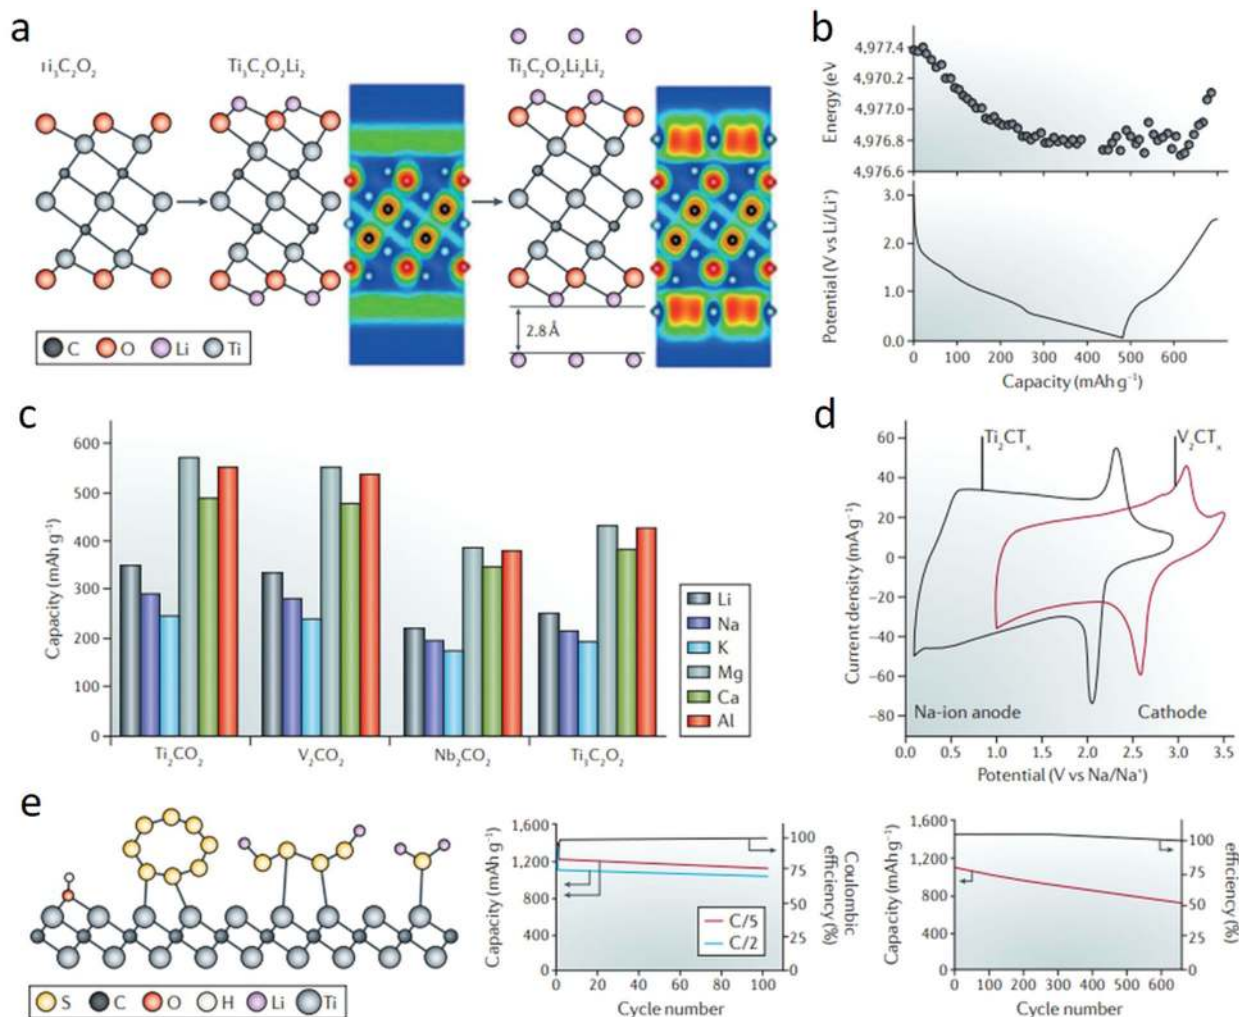 a
ті₃C₂O₂
Ti₃C₂O₂Li₂
Ti₃C₂O₂Li₂Li₂
2.8 Å
C O Li Ti
b
Energy (eV
4,977.4
4,970.2
4,977.0
4,976.8
4,976.6
Potential (V vs Li/Li⁺)
3.0
2.0
1.0
0.0
0 100 200 300 400 500 600
Capacity (mAh g⁻¹)
c
Capacity (mAh g⁻¹)
600
500
400
300
200
100
0
Ti₂CO₂ V₂CO₂ Nb₂CO₂ Ti₃C₂O₂
Li
Na
K
Mg
Ca
Al
d
Current density (mA g⁻¹)
60
40
20
0
−20
−40
−60
−80
Ti₂CTₓ
V₂CTₓ
Na-ion anode
Cathode
0.0 0.5 1.0 1.5 2.0 2.5 3.0 3.5
Potential (V vs Na/Na⁺)
e
S C O H Li Ti
Capacity (mAh g⁻¹)
1,600
1,200
800
400
0
C/5
C/2
Coulombic
efficiency (%)
100
75
50
25
0
0 20 40 60 80 100
Cycle number
Capacity (mAh g⁻¹)
1,600
1,200
800
400
0
efficiency (%)
100
75
50
25
0
0 100 200 300 400 500 600
Cycle number